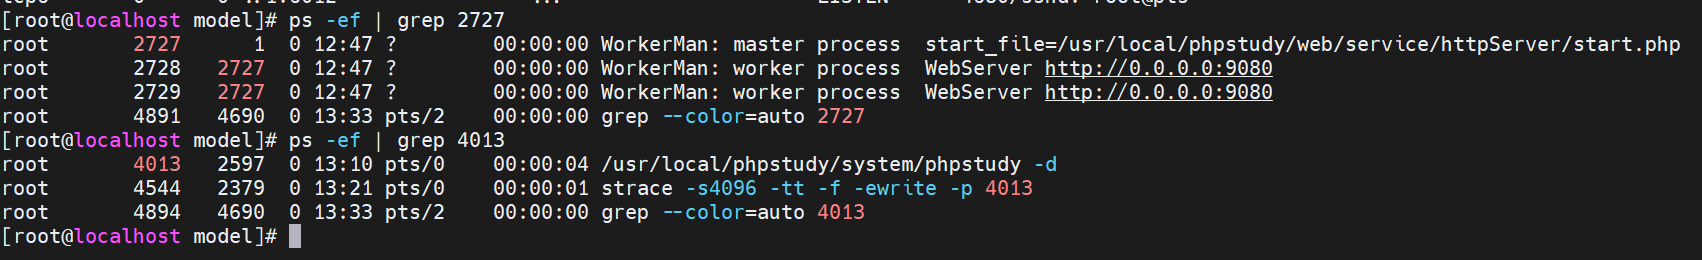 [root@localhost model]# ps -ef | grep 2727
root 2727 1 0 12:47 ? 00:00:00 WorkerMan: master process start_file=/usr/local/phpstudy/web/service/httpServer/start.php
root 2728 2727 0 12:47 ? 00:00:00 WorkerMan: worker process WebServer http://0.0.0.0:9080
root 2729 2727 0 12:47 ? 00:00:00 WorkerMan: worker process WebServer http://0.0.0.0:9080
root 4891 4690 0 13:33 pts/2 00:00:00 grep --color=auto 2727
[root@localhost model]# ps -ef | grep 4013
root 4013 2597 0 13:10 pts/0 00:00:04 /usr/local/phpstudy/system/phpstudy -d
root 4544 2379 0 13:21 pts/0 00:00:01 strace -s4096 -tt -f -ewrite -p 4013
root 4894 4690 0 13:33 pts/2 00:00:00 grep --color=auto 4013
[root@localhost model]#